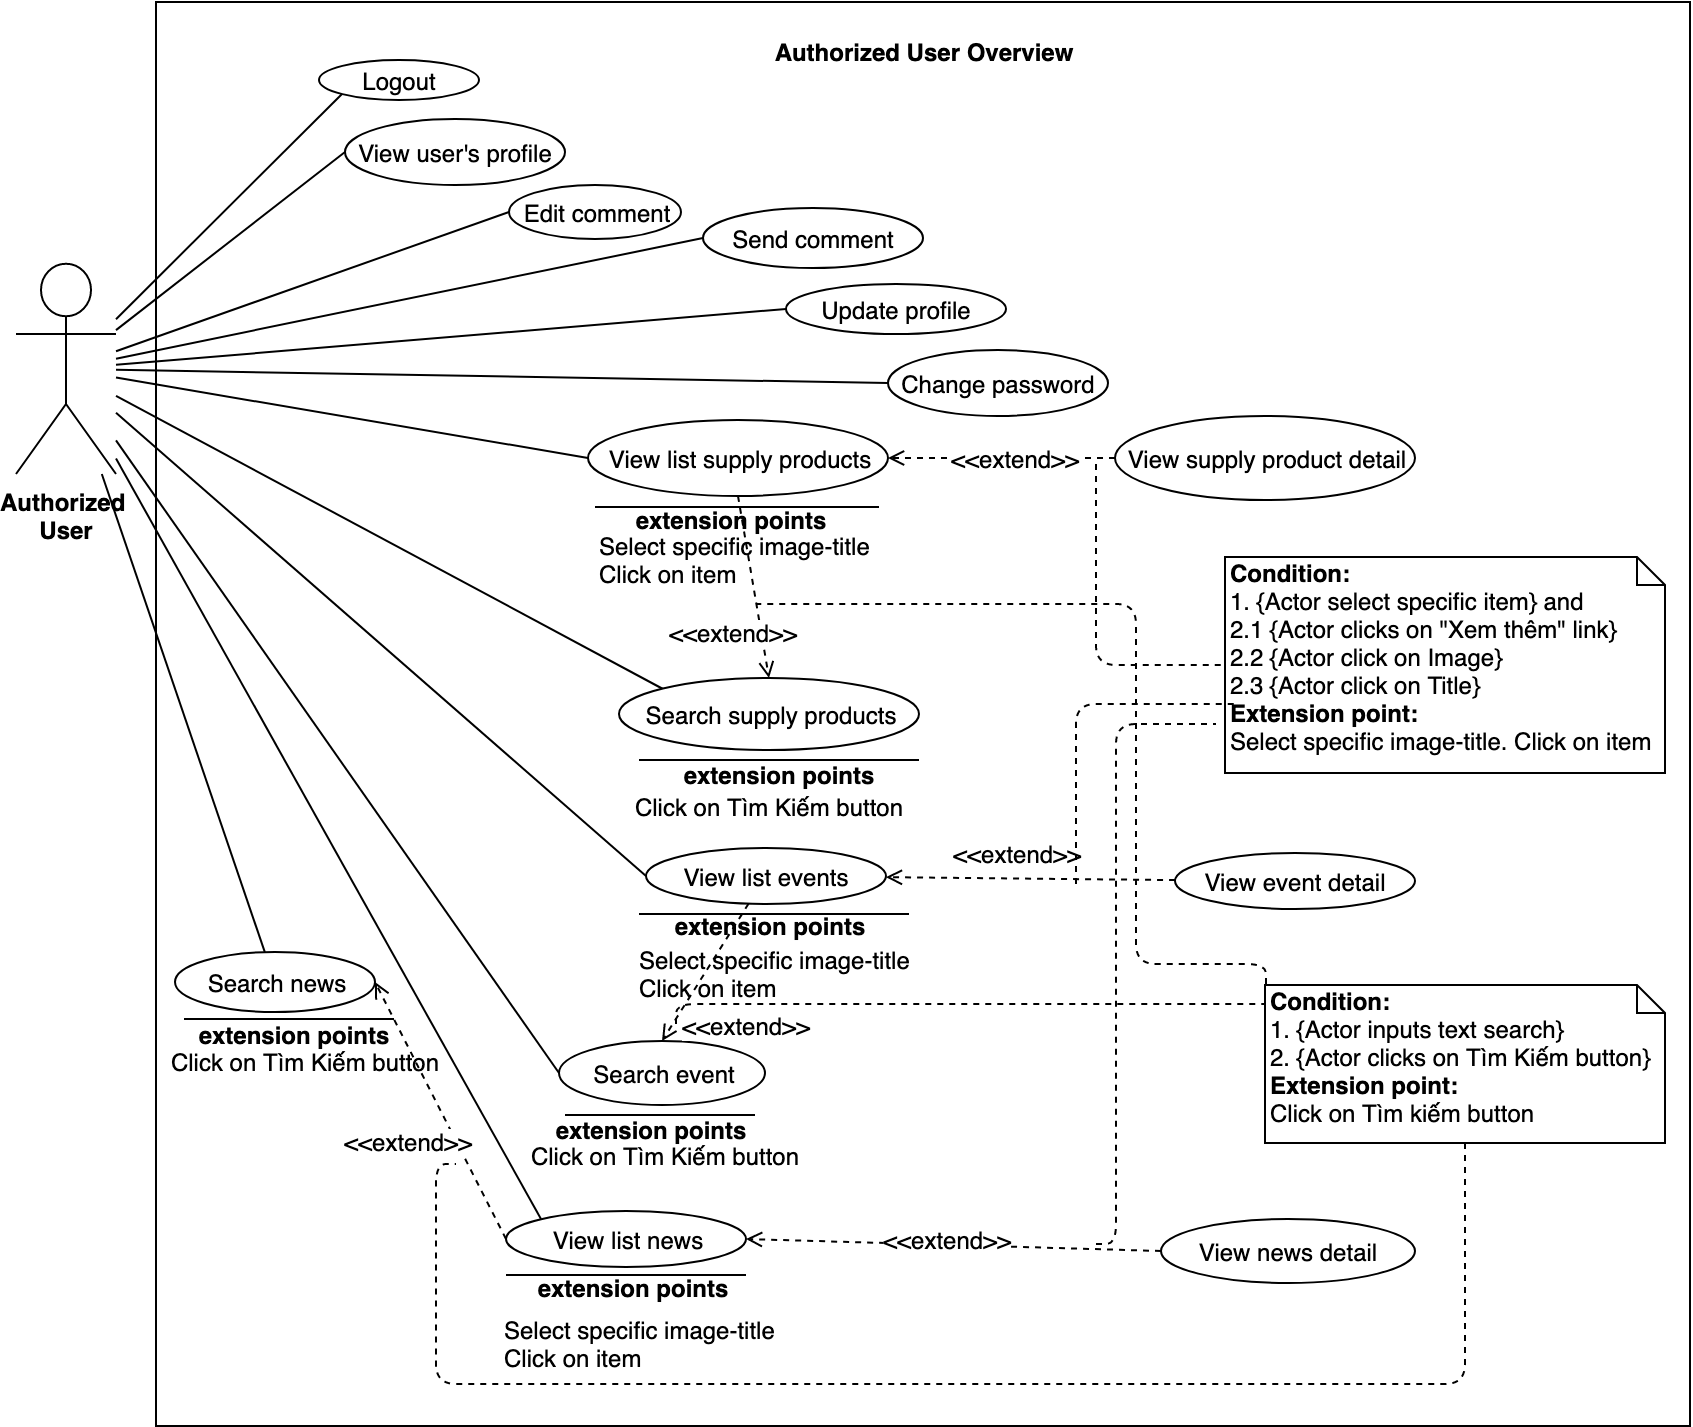 Authorized User Overview
Logout
View user's profile
Edit comment
Send comment
Update profile
Change password
Authorized
User
View list supply products
<<extend>>
View supply product detail
extension points
Select specific image-title
Click on item
<<extend>>
Condition:
1. {Actor select specific item} and
2.1 {Actor clicks on "Xem thêm" link}
2.2 {Actor click on Image}
2.3 {Actor click on Title}
Extension point:
Select specific image-title. Click on item
Search supply products
extension points
Click on Tìm Kiếm button
View list events
<<extend>>
View event detail
extension points
Select specific image-title
Click on item
<<extend>>
Search news
extension points
Click on Tìm Kiếm button
Search event
extension points
Click on Tìm Kiếm button
Condition:
1. {Actor inputs text search}
2. {Actor clicks on Tìm Kiếm button}
Extension point:
Click on Tìm kiếm button
<<extend>>
View list news
<<extend>>
View news detail
extension points
Select specific image-title
Click on item